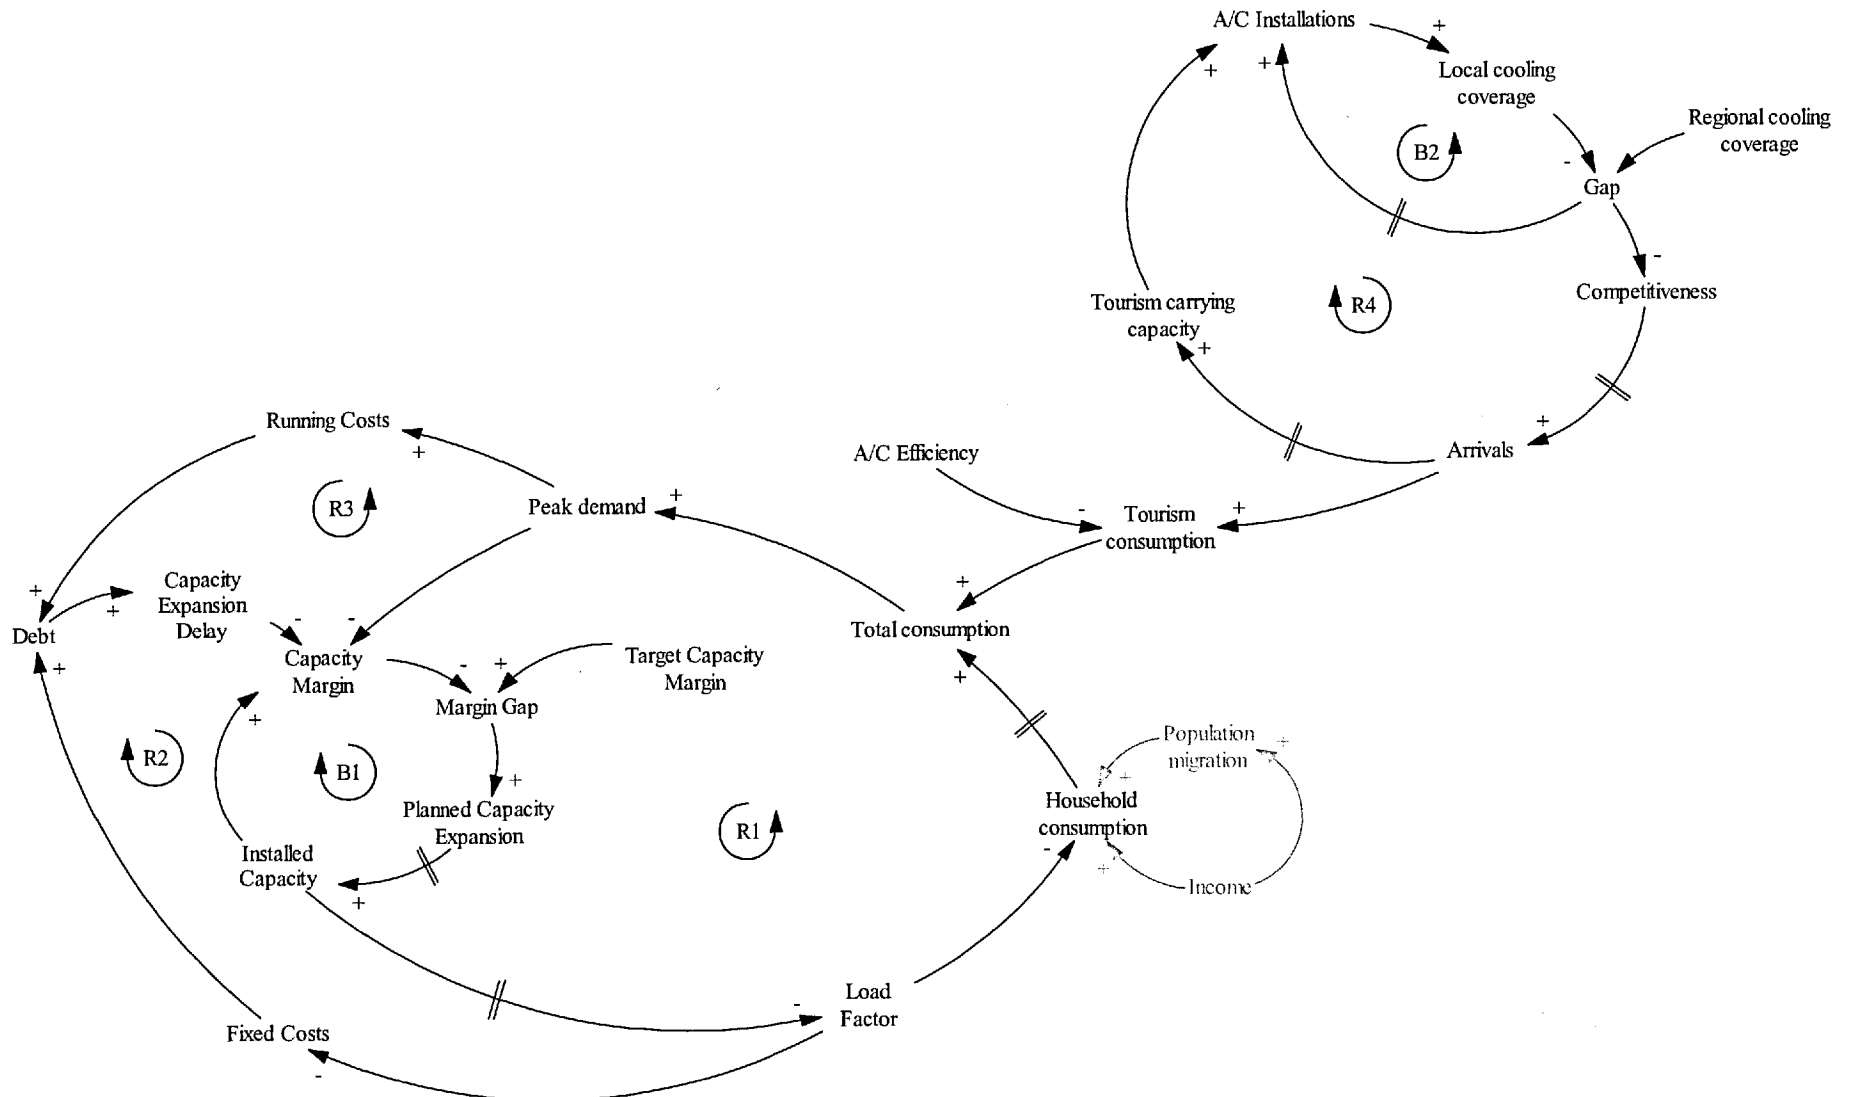 A/C Installations
+
+
+
Local cooling
coverage
Regional cooling
coverage
B2
-
Gap
-
Competitiveness
Tourism carrying
capacity
+
R4
+
Arrivals
Running Costs
+
A/C Efficiency
R3
Peak demand
+
-
Tourism
consumption
+
+
+
Capacity
Expansion
Delay
-
-
+
Debt
+
Total consumption
Capacity
Margin
-
+
Target Capacity
Margin
Margin Gap
+
+
R2
B1
+
Planned Capacity
Expansion
R1
Population
migration
+
+
Household
consumption
-
+
Income
Installed
Capacity
+
-
Load
Factor
Fixed Costs
-